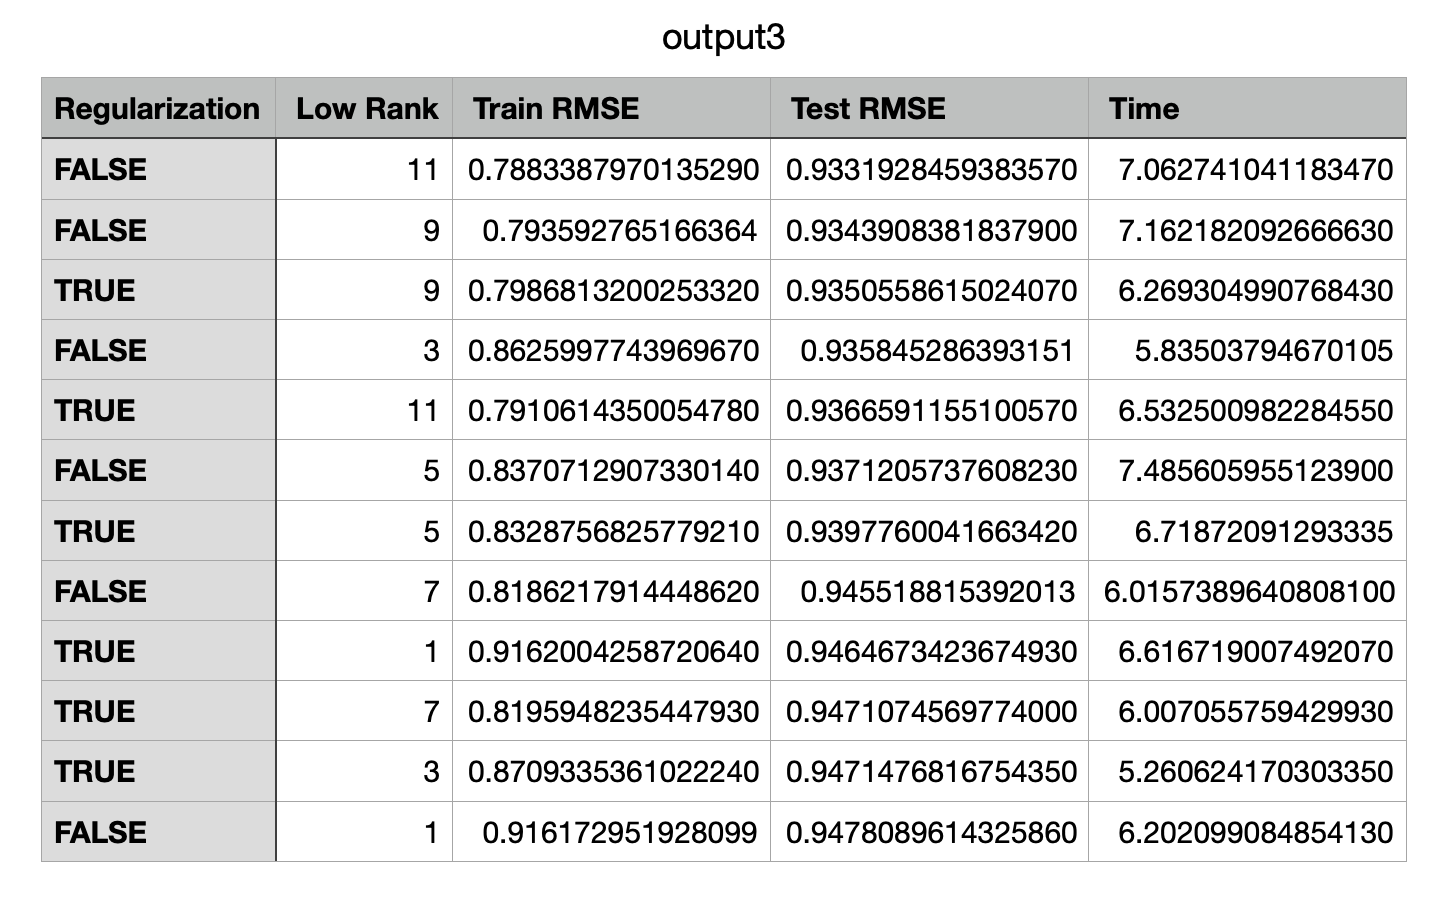 output3
Regularization Low Rank Train RMSE Test RMSE Time
FALSE 11 0.7883387970135290 0.9331928459383570 7.062741041183470
FALSE 9 0.793592765166364 0.9343908381837900 7.162182092666630
TRUE 9 0.7986813200253320 0.9350558615024070 6.269304990768430
FALSE 3 0.8625997743969670 0.935845286393151 5.83503794670105
TRUE 11 0.7910614350054780 0.9366591155100570 6.532500982284550
FALSE 5 0.8370712907330140 0.9371205737608230 7.485605955123900
TRUE 5 0.8328756825779210 0.9397760041663420 6.71872091293335
FALSE 7 0.8186217914448620 0.945518815392013 6.0157389640808100
TRUE 1 0.9162004258720640 0.9464673423674930 6.616719007492070
TRUE 7 0.8195948235447930 0.9471074569774000 6.007055759429930
TRUE 3 0.8709335361022240 0.9471476816754350 5.260624170303350
FALSE 1 0.916172951928099 0.9478089614325860 6.202099084854130